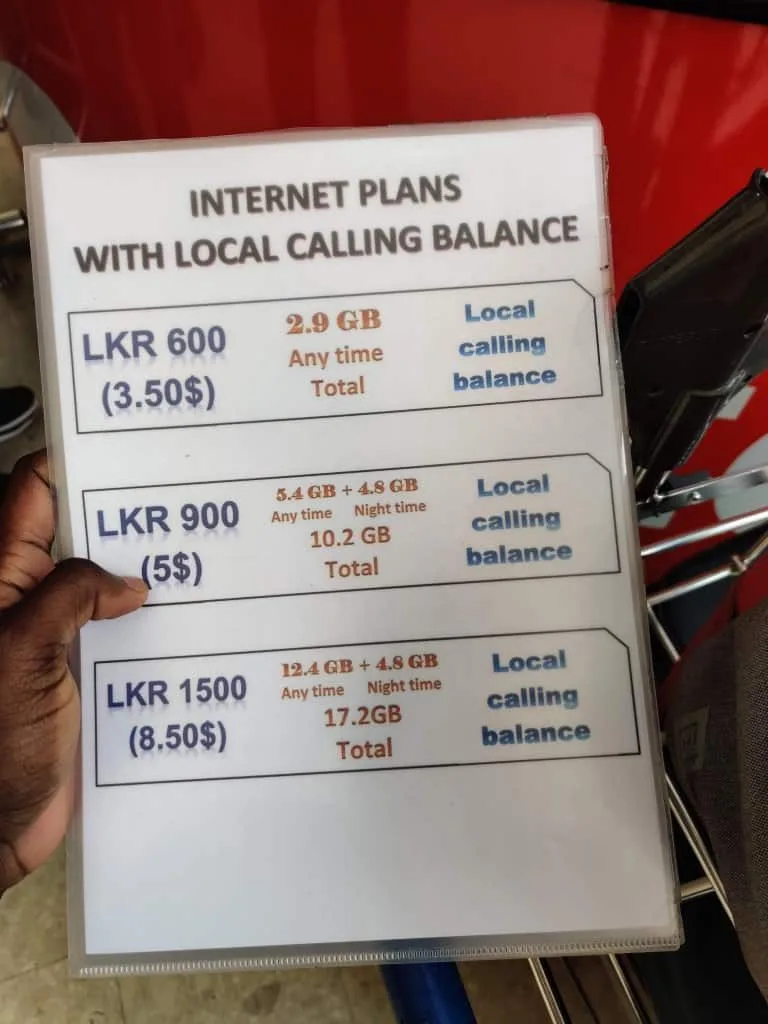 INTERNET PLANS
WITH LOCAL CALLING BALANCE
LKR 600
(3.50$)
2.9 GB
Any time
Total
Local
calling
balance
LKR 900
(5$)
5.4 GB + 4.8 GB
Any time Night time
10.2 GB
Total
Local
calling
balance
LKR 1500
(8.50$)
12.4 GB + 4.8 GB
Any time Night time
17.2GB
Total
Local
calling
balance